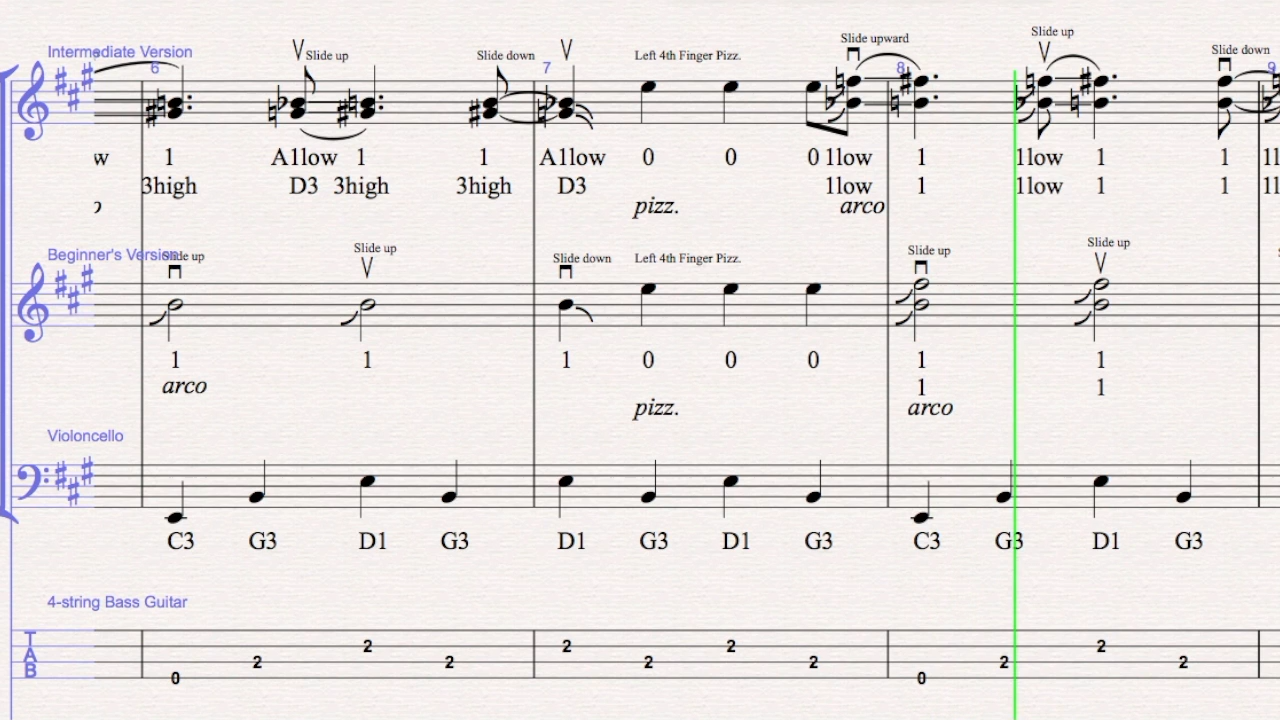 Slide up
Slide upward
Intermediate Version
Slide up Slide down Left 4th Finger Pizz. Slide down
6 7 8 9
w 1 A1low 1 1 A1low 0 0 0 1low 1 1low 1 1
3high D3 3high 3high D3 1low 1 1low 1 1
pizz. arco
Slide up Slide up
Beginner's Version Slide up Slide down Left 4th Finger Pizz. Slide up
1 1 1 0 0 0 1 1
arco 1 1
pizz. arco
Violoncello
C3 G3 D1 G3 D1 G3 D1 G3 C3 G3 D1 G3
4-string Bass Guitar
T 2 2 2 2
A 2 2 2 2 2 2
B 0 0